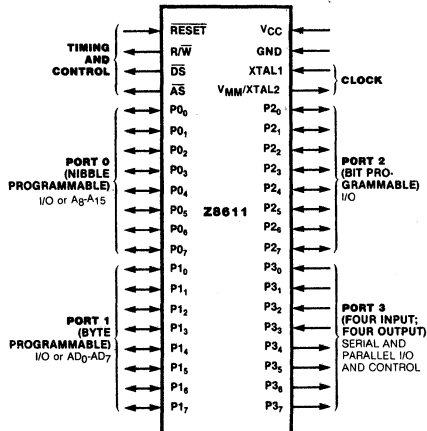 TIMING
AND
CONTROL
PORT 0
(NIBBLE
PROGRAMMABLE)
I/O or A8-A15
PORT 1
(BYTE
PROGRAMMABLE)
I/O or AD0-AD7
RESET
R/W
DS
AS
P00
P01
P02
P03
P04
P05
P06
P07
P10
P11
P12
P13
P14
P15
P16
P17
Z8611
VCC
GND
XTAL1
VMM/XTAL2
P20
P21
P22
P23
P24
P25
P26
P27
P30
P31
P32
P33
P34
P35
P36
P37
CLOCK
PORT 2
(BIT PRO-
GRAMMABLE)
I/O
PORT 3
(FOUR INPUT;
FOUR OUTPUT)
SERIAL AND
PARALLEL I/O
AND CONTROL